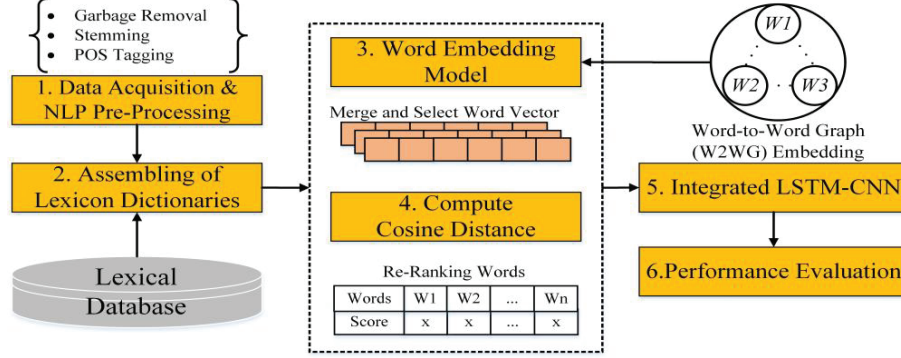 • Garbage Removal
• Stemming
• POS Tagging
1. Data Acquisition &
NLP Pre-Processing
2. Assembling of
Lexicon Dictionaries
Lexical
Database
3. Word Embedding
Model
Merge and Select Word Vector
4. Compute
Cosine Distance
Re-Ranking Words
Words W1 W2 ... Wn
Score x x ... x
W1
W2 W3
Word-to-Word Graph
(W2WG) Embedding
5. Integrated LSTM-CNN
6.Performance Evaluation